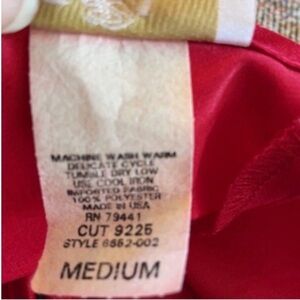 MACHINE WASH WARM
DELICATE CYCLE
TUMBLE DRY LOW
USE COOL IRON
IMPORTED FABRIC
100% POLYESTER
MADE IN USA
RN 79441
CUT 9225
STYLE 6552-002
MEDIUM